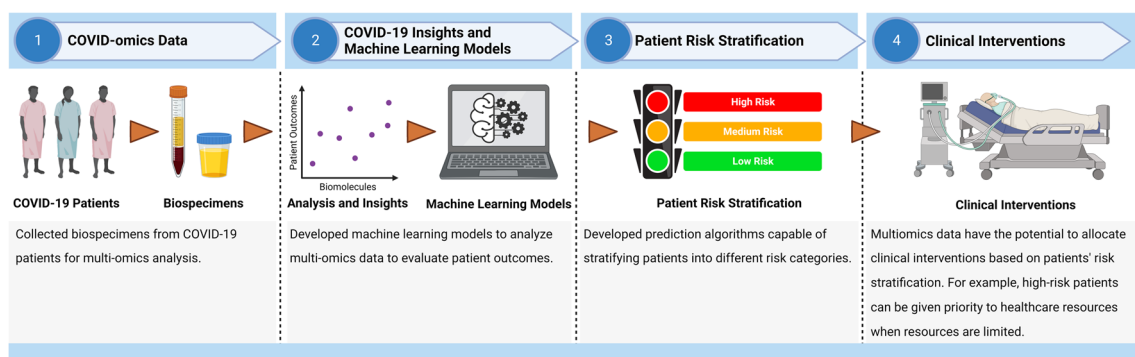 1
COVID-omics Data
2
COVID-19 Insights and
Machine Learning Models
3
Patient Risk Stratification
4
Clinical Interventions
COVID-19 Patients
Biospecimens
Patient Outcomes
Biomolecules
Analysis and Insights
Machine Learning Models
High Risk
Medium Risk
Low Risk
Patient Risk Stratification
Clinical Interventions
Collected biospecimens from COVID-19
patients for multi-omics analysis.
Developed machine learning models to analyze
multi-omics data to evaluate patient outcomes.
Developed prediction algorithms capable of
stratifying patients into different risk categories.
Multiomics data have the potential to allocate
clinical interventions based on patients' risk
stratification. For example, high-risk patients
can be given priority to healthcare resources
when resources are limited.